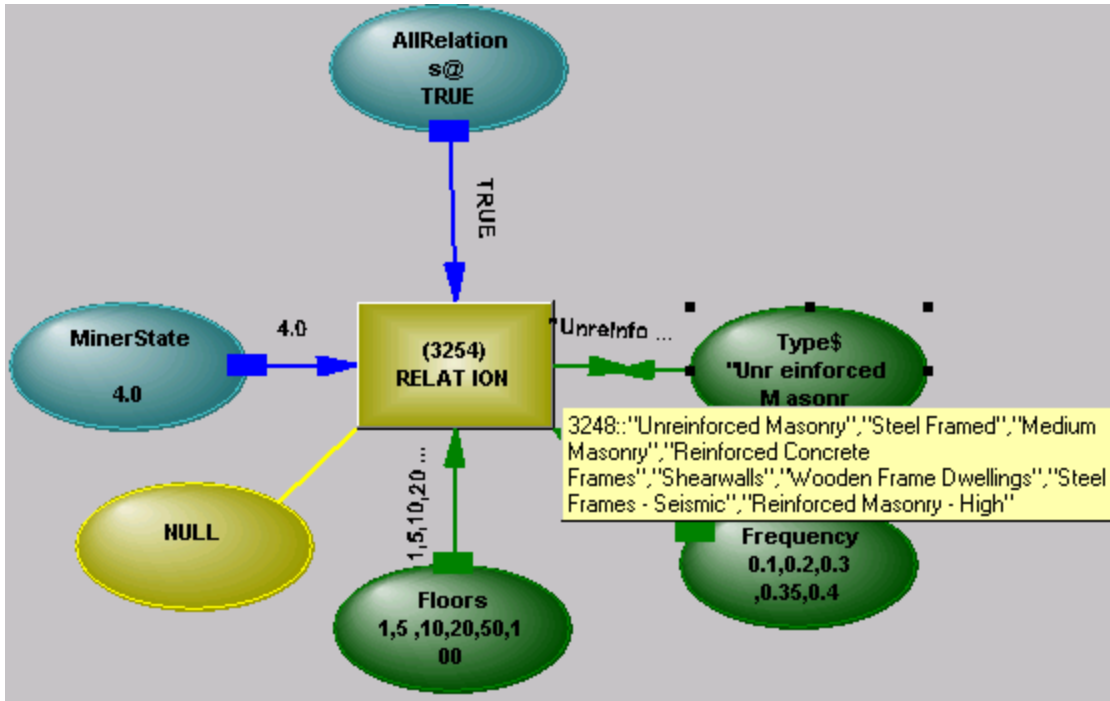 AllRelation
s@
TRUE
TRUE
MinerState
4.0
4.0
(3254)
RELAT ION
"UnreInfo ...
Type$
"Unr einforced
M asonr
3248::"Unreinforced Masonry","Steel Framed","Medium
Masonry","Reinforced Concrete
Frames","Shearwalls","Wooden Frame Dwellings","Steel
Frames - Seismic","Reinforced Masonry - High"
1,5,10,20 ...
NULL
Frequency
0.1,0.2,0.3
,0.35,0.4
Floors
1,5 ,10,20,50,1
00